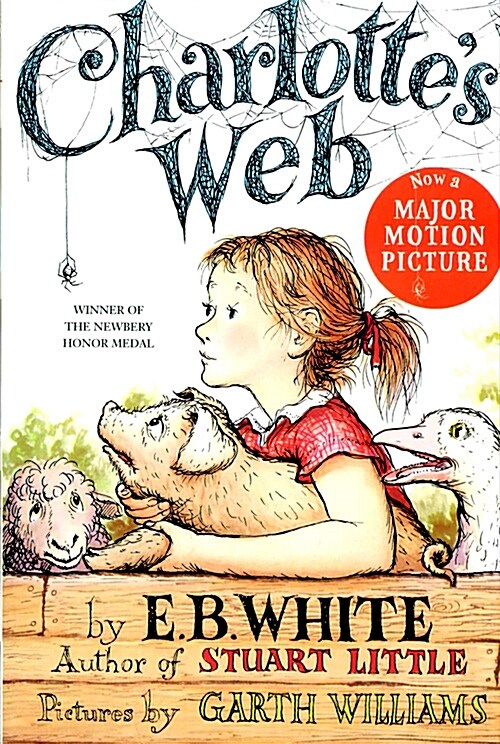 Charlotte's
Web
Now a
MAJOR
MOTION
PICTURE
WINNER OF
THE NEWBERY
HONOR MEDAL
by E.B. WHITE
Author of STUART LITTLE
Pictures by GARTH WILLIAMS